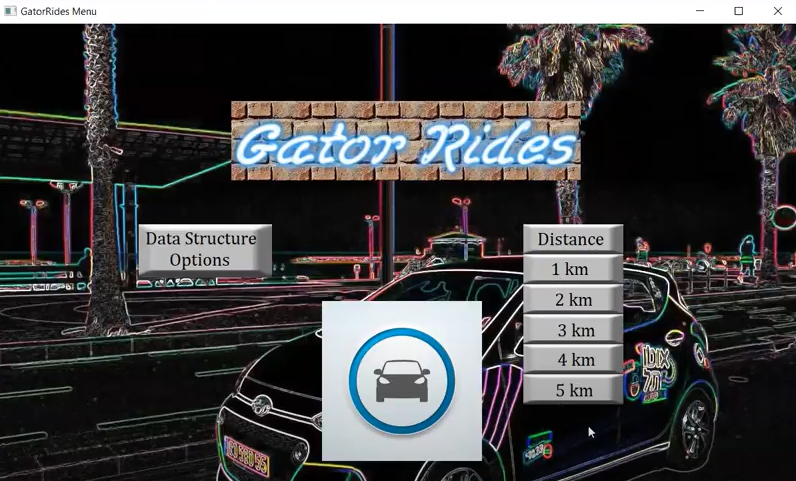 GatorRides Menu
Gator Rides
Data Structure
Options
Distance
1 km
2 km
3 km
4 km
5 km